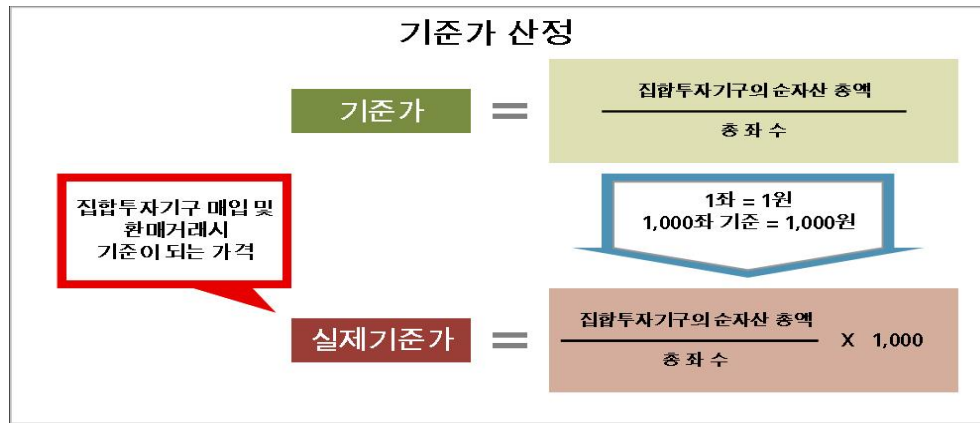 기준가 산정
기준가
=
집합투자기구의 순자산 총액
총 좌 수
집합투자기구 매입 및
환매거래시
기준이 되는 가격
1좌 = 1원
1,000좌 기준 = 1,000원
실제기준가
=
집합투자기구의 순자산 총액
총 좌 수
X 1,000